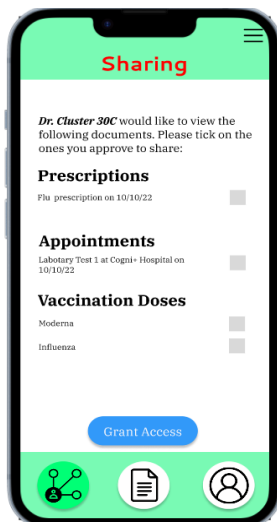 Sharing
Dr. Cluster 30C would like to view the
following documents. Please tick on the
ones you approve to share:
Prescriptions
Flu prescription on 10/10/22
Appointments
Labotary Test 1 at Cogni+ Hospital on
10/10/22
Vaccination Doses
Moderna
Influenza
Grant Access